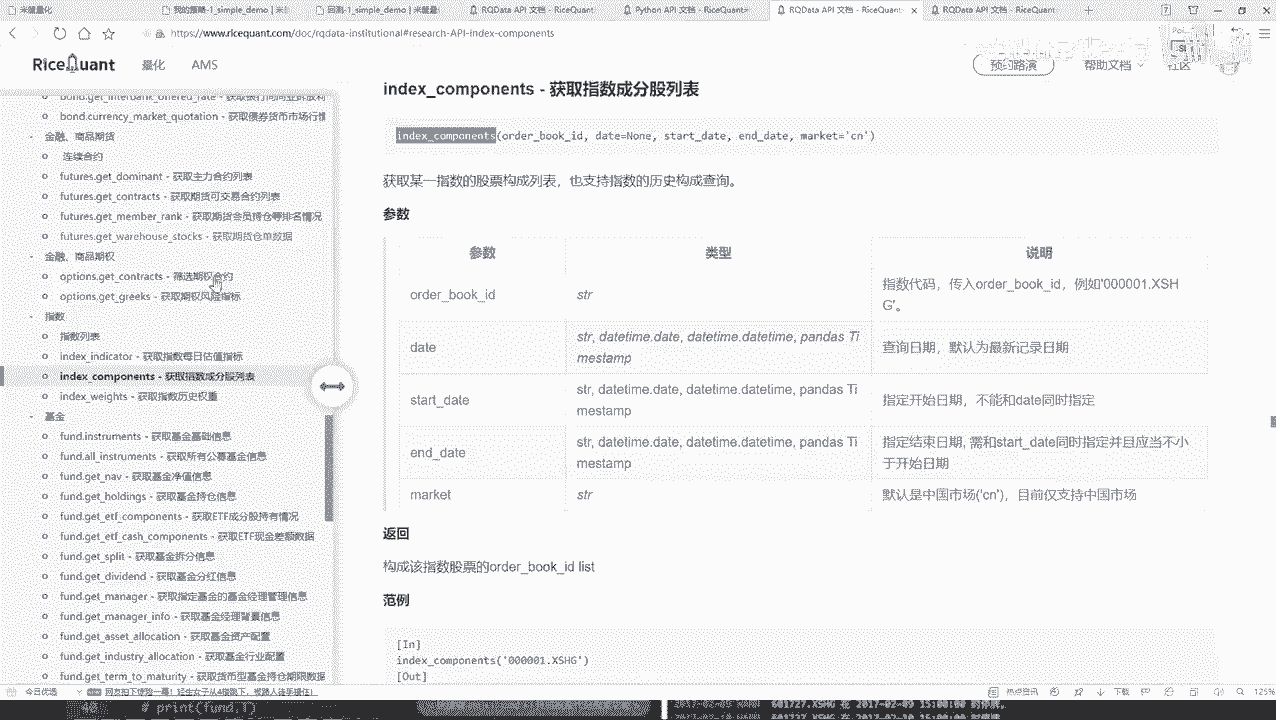 米筐量化
我的策略-1_simple_demo | 米筐
回测-1_simple_demo | 米筐量
RQData API 文档 - RiceQuant
Python API 文档 - RiceQuant
RQData API 文档 - RiceQuant
RQData API 文档 - RiceQuant
https://www.ricequant.com/doc/rqdata-institutional#research-API-index-components
RiceQuant
量化
AMS
预约路演
帮助文档
社区
bond.get_interbank_offered_rate - 获取银行间同业拆放利
bond.currency_market_quotation - 获取债券货币市场行情
金融、商品期货
连续合约
futures.get_dominant - 获取主力合约列表
futures.get_contracts - 获取期货可交易合约列表
futures.get_member_rank - 获取期货会员持仓等排名情况
futures.get_warehouse_stocks - 获取期货仓单数据
金融、商品期权
options.get_contracts - 筛选期权合约
options.get_greeks - 获取期权风险指标
指数
指数列表
index_indicator - 获取指数每日估值指标
index_components - 获取指数成分股列表
index_weights - 获取指数历史权重
基金
fund.instruments - 获取基金基础信息
fund.all_instruments - 获取所有公募基金信息
fund.get_nav - 获取基金净值信息
fund.get_holdings - 获取基金持仓信息
fund.get_etf_components - 获取ETF成分股持有情况
fund.get_etf_cash_components - 获取ETF现金差额数据
fund.get_split - 获取基金拆分信息
fund.get_dividend - 获取基金分红信息
fund.get_manager - 获取指定基金的基金经理管理信息
fund.get_manager_info - 获取基金经理背景信息
fund.get_asset_allocation - 获取基金资产配置
fund.get_industry_allocation - 获取基金行业配置
fund.get_term_to_maturity - 获取货币型基金持仓期限数据
index_components - 获取指数成分股列表
index_components(order_book_id, date=None, start_date, end_date, market='cn')
获取某一指数的股票构成列表，也支持指数的历史构成查询。
参数
参数 类型 说明
order_book_id str 指数代码，传入order_book_id，例如'000001.XSH
G'。
date str, datetime.date, datetime.datetime, pandas Ti
mestamp 查询日期，默认为最新记录日期
start_date str, datetime.date, datetime.datetime, pandas Ti
mestamp 指定开始日期，不能和date同时指定
end_date str, datetime.date, datetime.datetime, pandas Ti
mestamp 指定结束日期, 需和start_date同时指定并且应当不小
于开始日期
market str 默认是中国市场('cn')，目前仅支持中国市场
返回
构成该指数股票的order_book_id list
范例
[In]
index_components('000001.XSHG')
[Out]
今日优选
热点资讯
下载
125%
# print(fund.T)